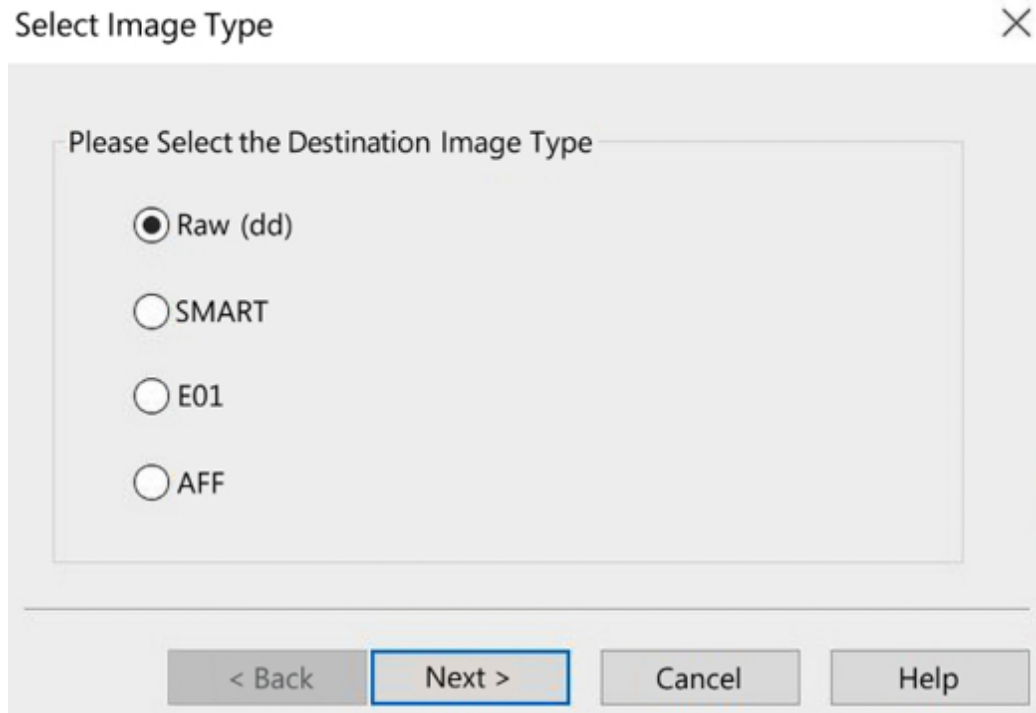 Select Image Type
Please Select the Destination Image Type
Raw (dd)
SMART
E01
AFF
< Back Next > Cancel Help